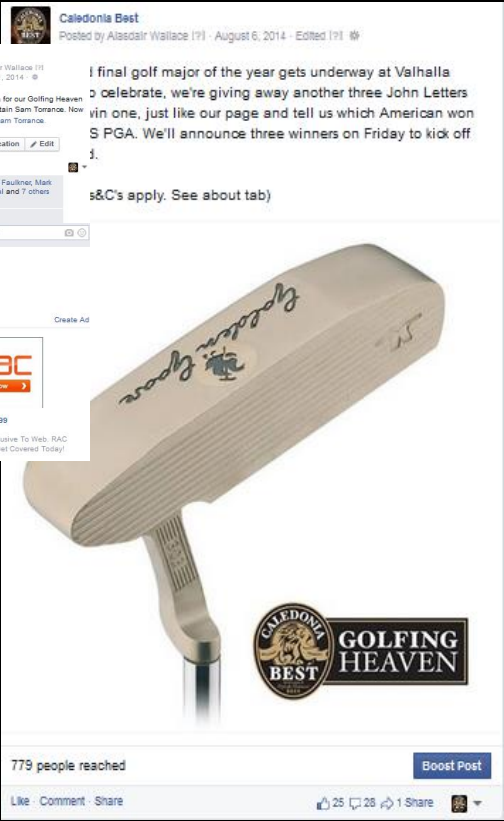 Caledonia Best
Posted by Alasdair Wallace [?] · August 6, 2014 · Edited [?]
Wallace [?]
, 2014 ·
final golf major of the year gets underway at Valhalla
for our Golfing Heaven
celebrate, we're giving away another three John Letters
tain Sam Torrance. Now
am Torrance.
win one, just like our page and tell us which American won
cation Edit
S PGA. We'll announce three winners on Friday to kick off
d.
Faulkner, Mark
and 7 others
s&C's apply. See about tab)
Create Ad
AC
ow >
99
usive To Web. RAC
et Covered Today!
Golden Goose
CALEDONIA
BEST
GOLFING
HEAVEN
779 people reached
Boost Post
Like · Comment · Share
25 28 1 Share